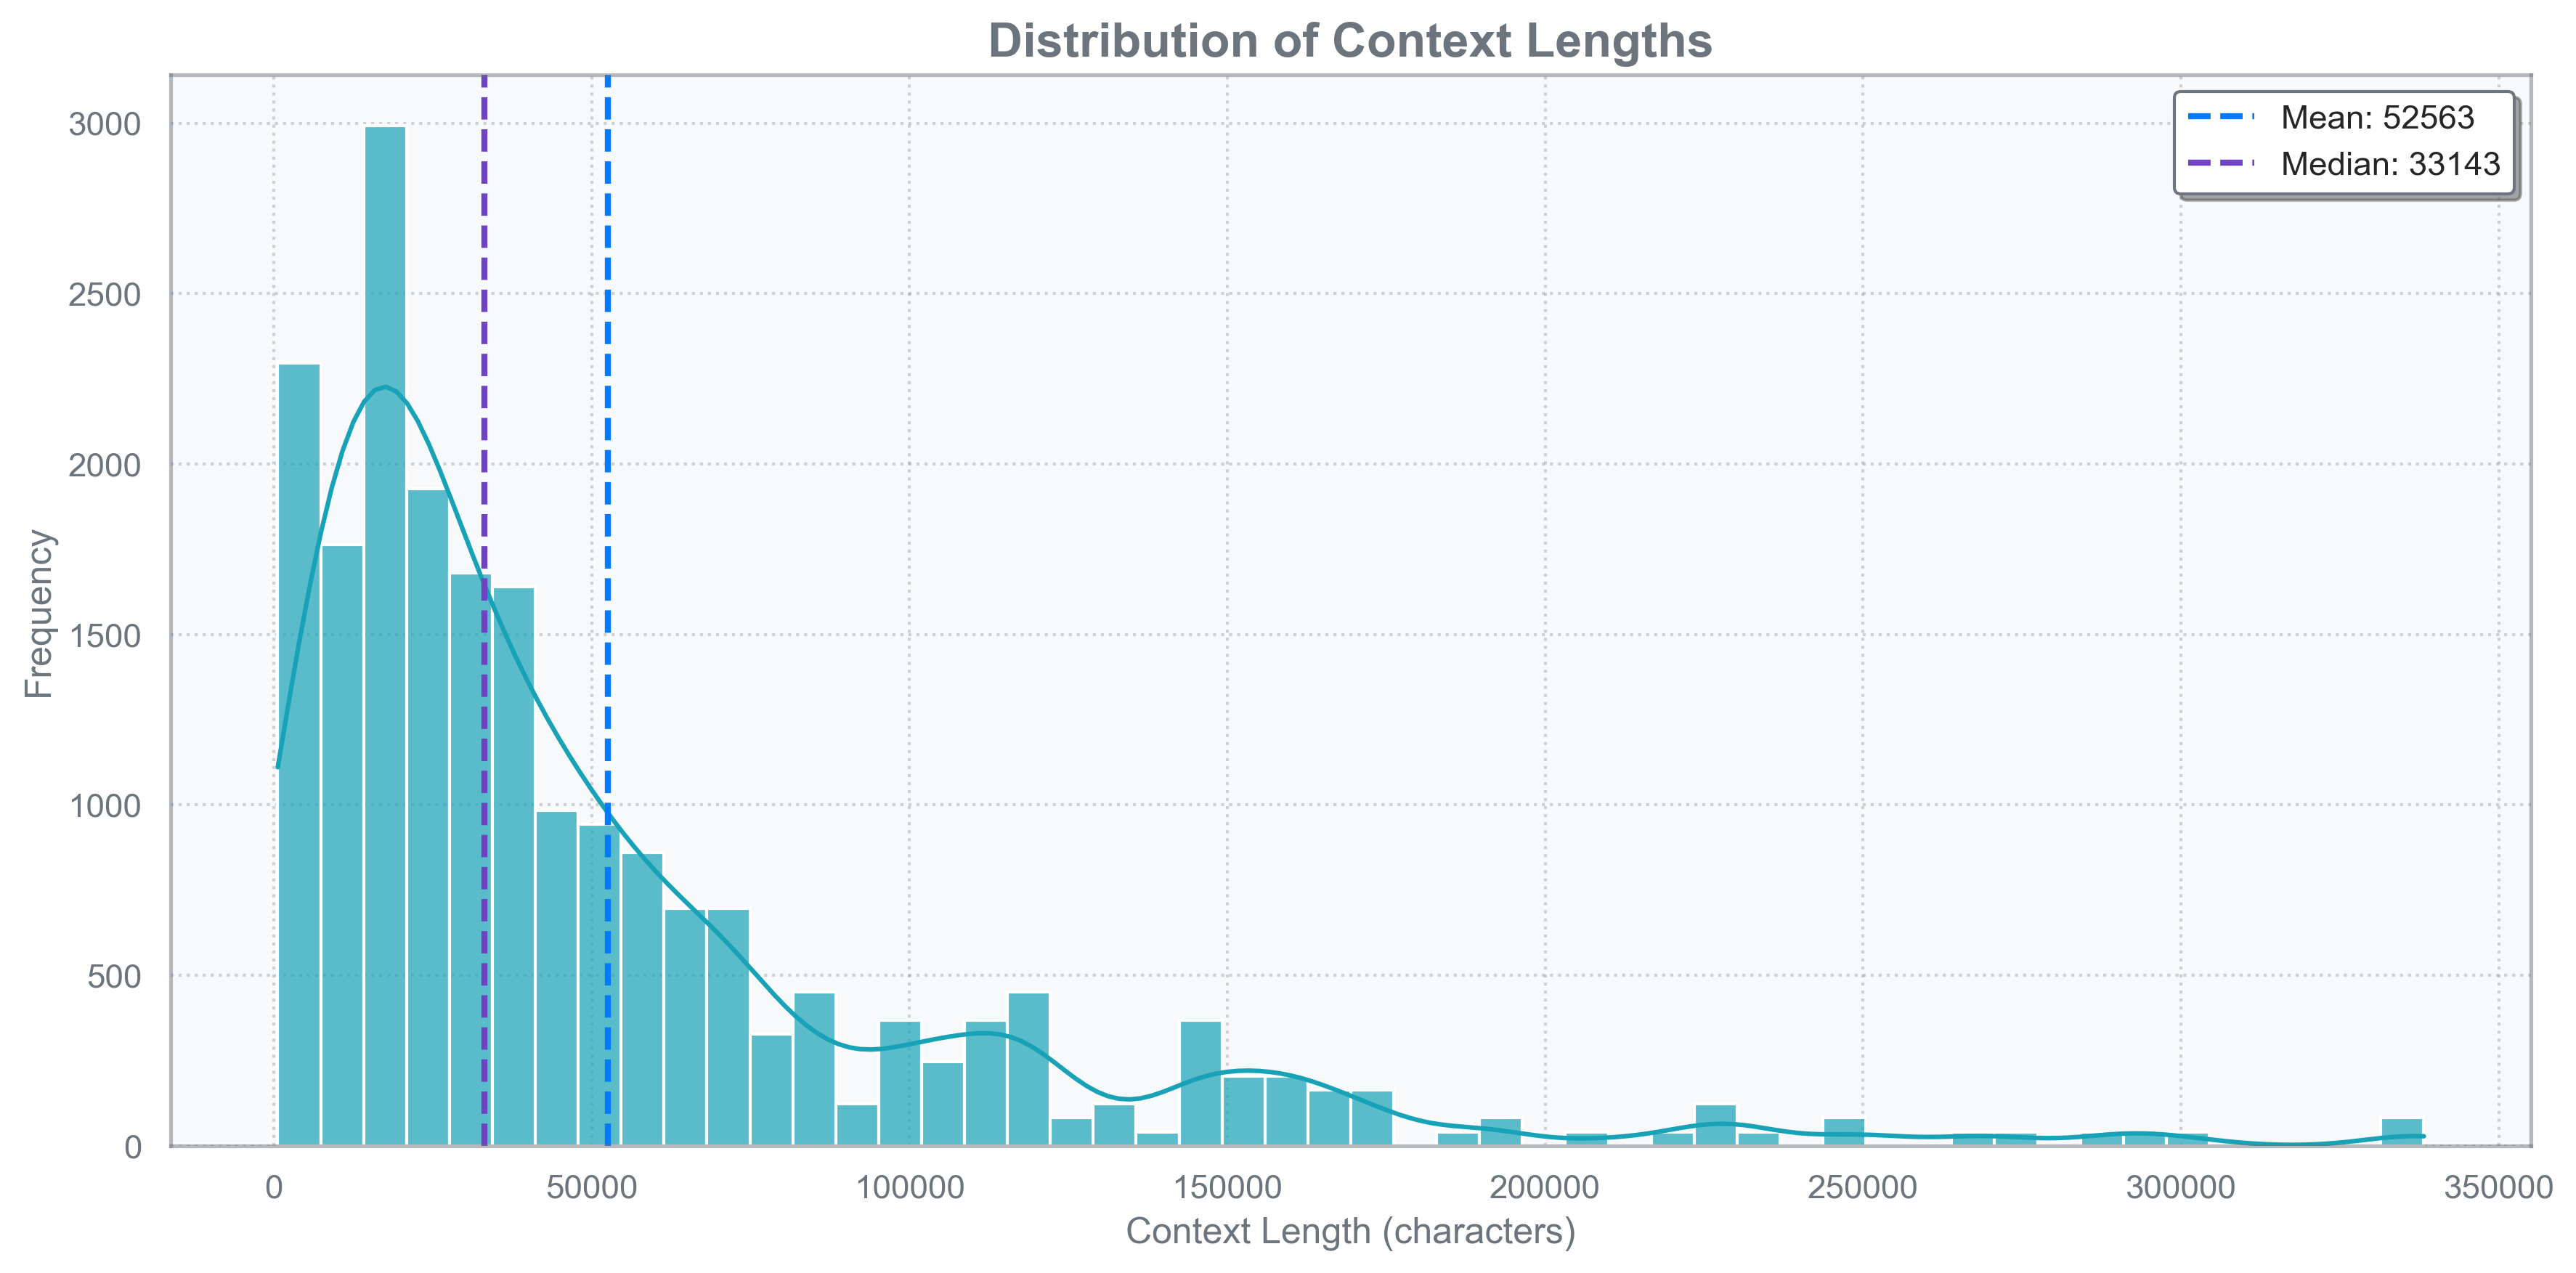 Distribution of Context Lengths
Mean: 52563
Median: 33143
3000
2500
2000
1500
1000
500
0
Frequency
0 50000 100000 150000 200000 250000 300000 350000
Context Length (characters)